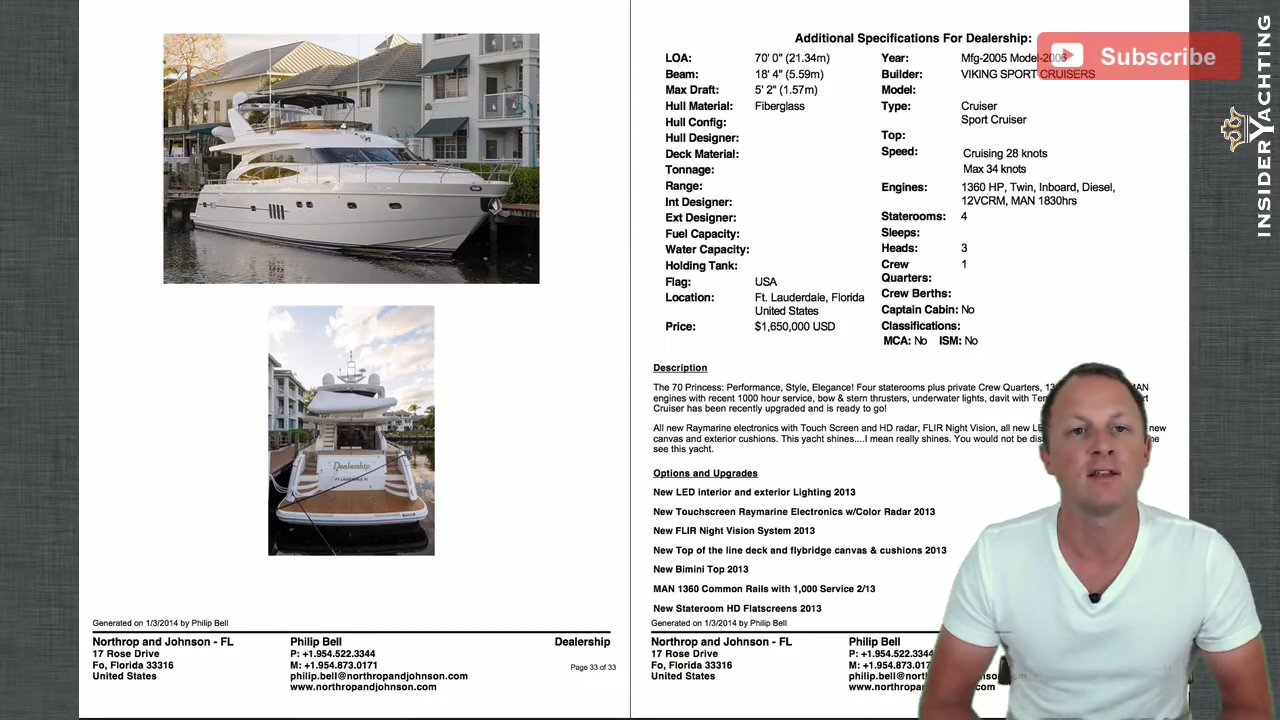 Dealership
FT. LAUDERDALE, FL
Generated on 1/3/2014 by Philip Bell
Northrop and Johnson - FL
17 Rose Drive
Fo, Florida 33316
United States
Philip Bell
P: +1.954.522.3344
M: +1.954.873.0171
philip.bell@northropandjohnson.com
www.northropandjohnson.com
Dealership
Page 33 of 33
Additional Specifications For Dealership:
LOA: 70' 0" (21.34m)
Beam: 18' 4" (5.59m)
Max Draft: 5' 2" (1.57m)
Hull Material: Fiberglass
Hull Config:
Hull Designer:
Deck Material:
Tonnage:
Range:
Int Designer:
Ext Designer:
Fuel Capacity:
Water Capacity:
Holding Tank:
Flag: USA
Location: Ft. Lauderdale, Florida
United States
Price: $1,650,000 USD
Year: Mfg-2005 Model-2006
Builder: VIKING SPORT CRUISERS
Model:
Type: Cruiser
Sport Cruiser
Top:
Speed: Cruising 28 knots
Max 34 knots
Engines: 1360 HP, Twin, Inboard, Diesel,
12VCRM, MAN 1830hrs
Staterooms: 4
Sleeps:
Heads: 3
Crew 1
Quarters:
Crew Berths:
Captain Cabin: No
Classifications:
MCA: No ISM: No
Description
The 70 Princess: Performance, Style, Elegance! Four staterooms plus private Crew Quarters, MAN
engines with recent 1000 hour service, bow & stern thrusters, underwater lights, davit with
Cruiser has been recently upgraded and is ready to go!
All new Raymarine electronics with Touch Screen and HD radar, FLIR Night Vision, all new new
canvas and exterior cushions. This yacht shines....I mean really shines. You would not be
see this yacht.
Options and Upgrades
New LED interior and exterior Lighting 2013
New Touchscreen Raymarine Electronics w/Color Radar 2013
New FLIR Night Vision System 2013
New Top of the line deck and flybridge canvas & cushions 2013
New Bimini Top 2013
MAN 1360 Common Rails with 1,000 Service 2/13
New Stateroom HD Flatscreens 2013
Generated on 1/3/2014 by Philip Bell
Northrop and Johnson - FL
17 Rose Drive
Fo, Florida 33316
United States
Philip Bell
P: +1.954.522.3344
M: +1.954.873.0171
Subscribe
INSIDER YACHTING